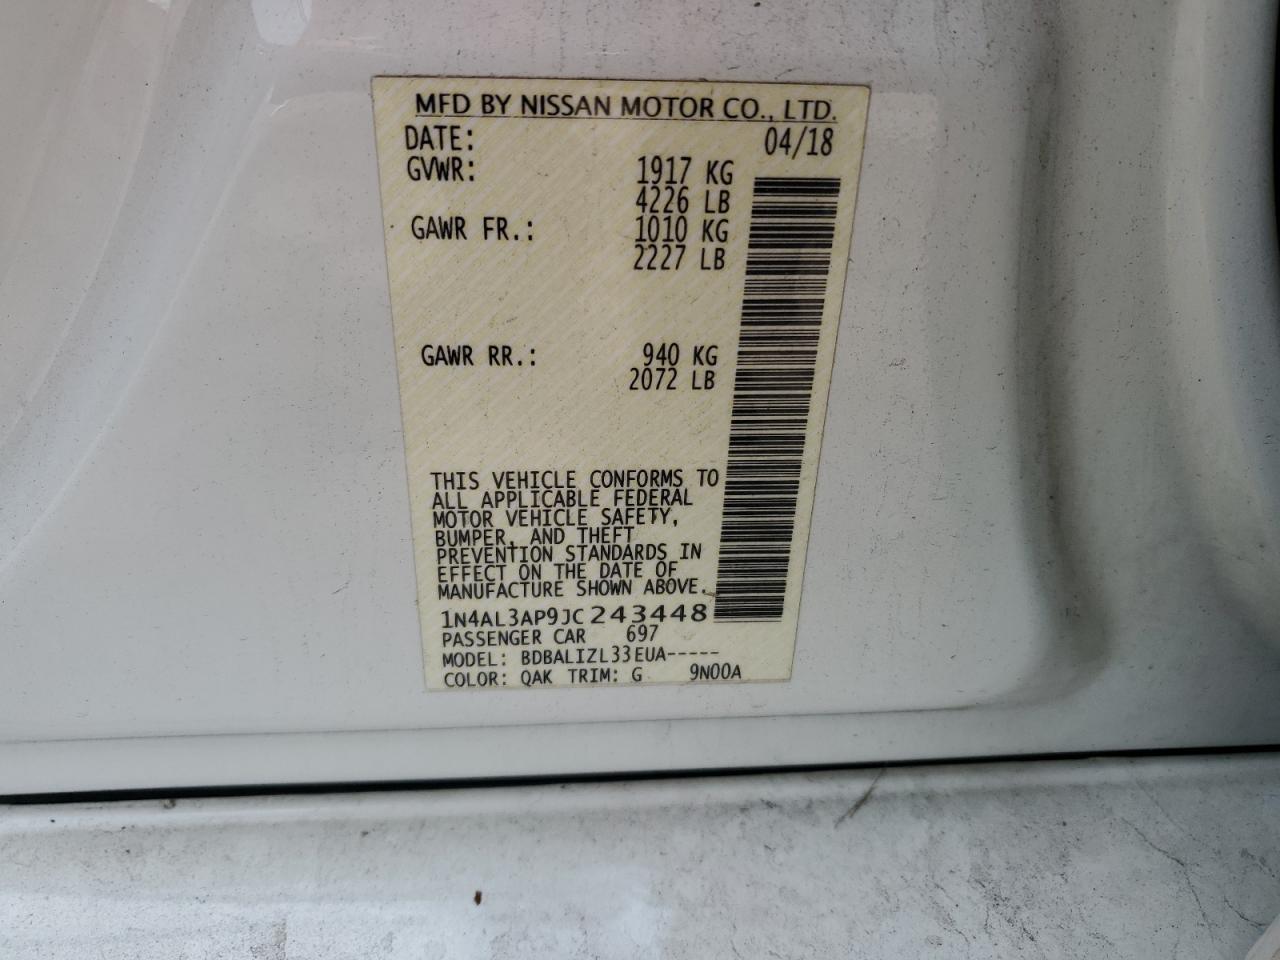 MFD BY NISSAN MOTOR CO., LTD.
DATE: 04/18
GVWR: 1917 KG
4226 LB
GAWR FR.: 1010 KG
2227 LB
GAWR RR.: 940 KG
2072 LB
THIS VEHICLE CONFORMS TO
ALL APPLICABLE FEDERAL
MOTOR VEHICLE SAFETY,
BUMPER, AND THEFT
PREVENTION STANDARDS IN
EFFECT ON THE DATE OF
MANUFACTURE SHOWN ABOVE.
1N4AL3AP9JC243448
PASSENGER CAR 697
MODEL: BDBALIZL33EUA-----
COLOR: QAK TRIM: G 9N00A